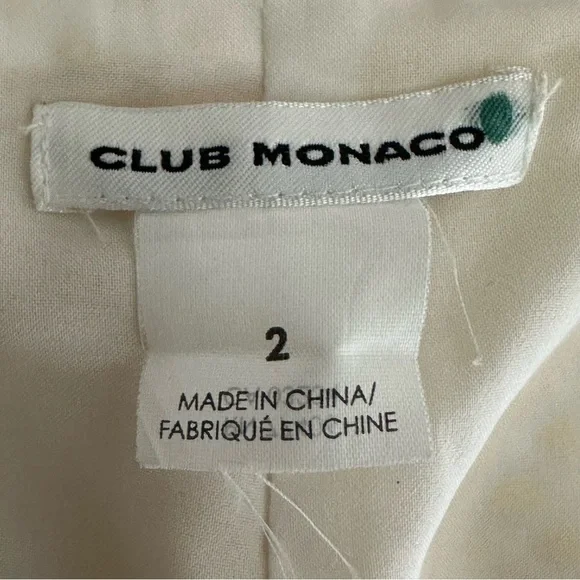 CLUB MONACO
2
MADE IN CHINA/
FABRIQUÉ EN CHINE